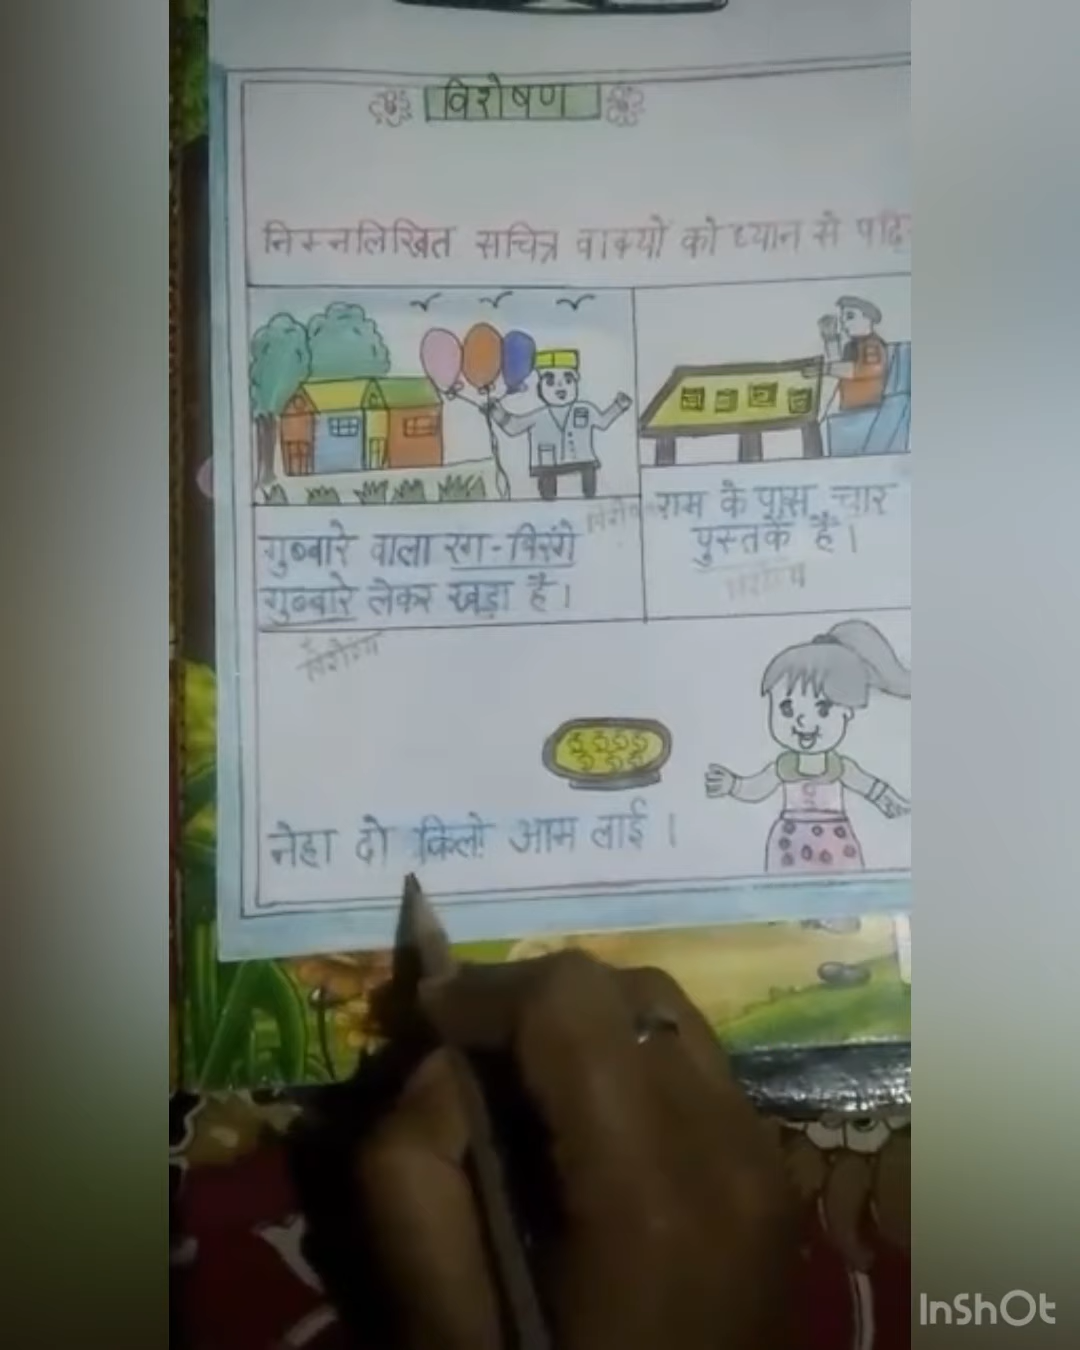 विशेषण
निम्नलिखित सचित्र वाक्यों को ध्यान से पढ़ि
गुब्बारे वाला रंग-बिरंगे
गुब्बारे लेकर खड़ा है।
विशेष्य
राम के पास चार
पुस्तकें हैं।
विशेष्य
नेहा दो किलो आम लाई।
InShOt